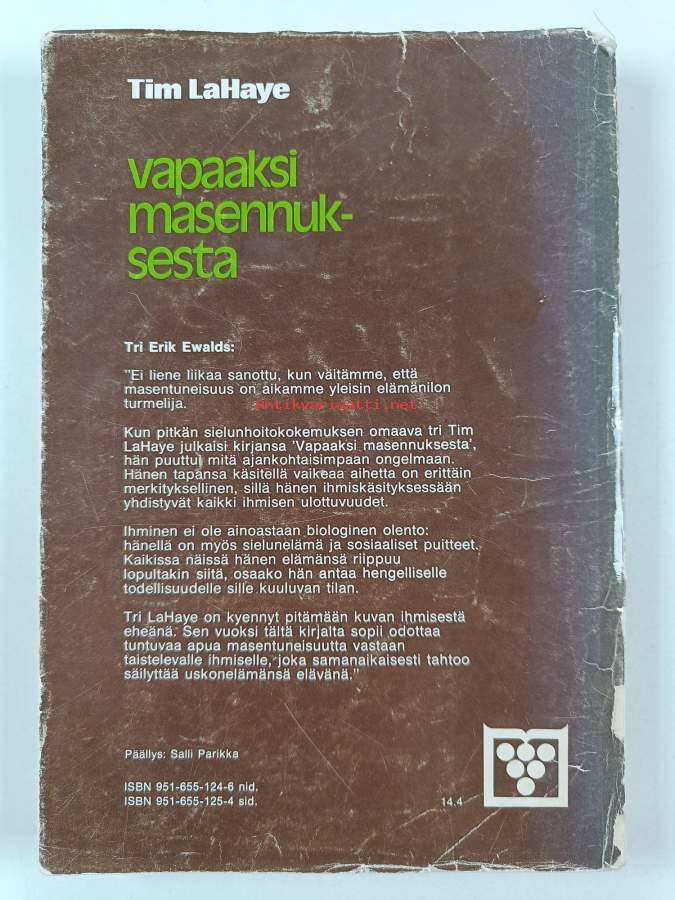 Tim LaHaye
vapaaksi
masennuk-
sesta
Tri Erik Ewalds:
"Ei liene liikaa sanottu, kun väitämme, että
masentuneisuus on aikamme yleisin elämänilon
turmelija.
Antikvariaatti.net
Kun pitkän sielunhoitokokemuksen omaava tri Tim
LaHaye julkaisi kirjansa 'Vapaaksi masennuksesta',
hän puuttui mitä ajankohtaisimpaan ongelmaan.
Hänen tapansa käsitellä vaikeaa aihetta on erittäin
merkityksellinen, sillä hänen ihmiskäsityksessään
yhdistyvät kaikki ihmisen ulottuvuudet.
Ihminen ei ole ainoastaan biologinen olento:
hänellä on myös sielunelämä ja sosiaaliset puitteet.
Kaikissa näissä hänen elämänsä riippuu
lopultakin siitä, osaako hän antaa hengelliselle
todellisuudelle sille kuuluvan tilan.
Tri LaHaye on kyennyt pitämään kuvan ihmisestä
eheänä. Sen vuoksi tältä kirjalta sopii odottaa
tuntuvaa apua masentuneisuutta vastaan
taistelevalle ihmiselle, joka samanaikaisesti tahtoo
säilyttää uskonelämänsä elävänä."
Päällys: Salli Parikka
ISBN 951-655-124-6 nid.
ISBN 951-655-125-4 sid.
14.4